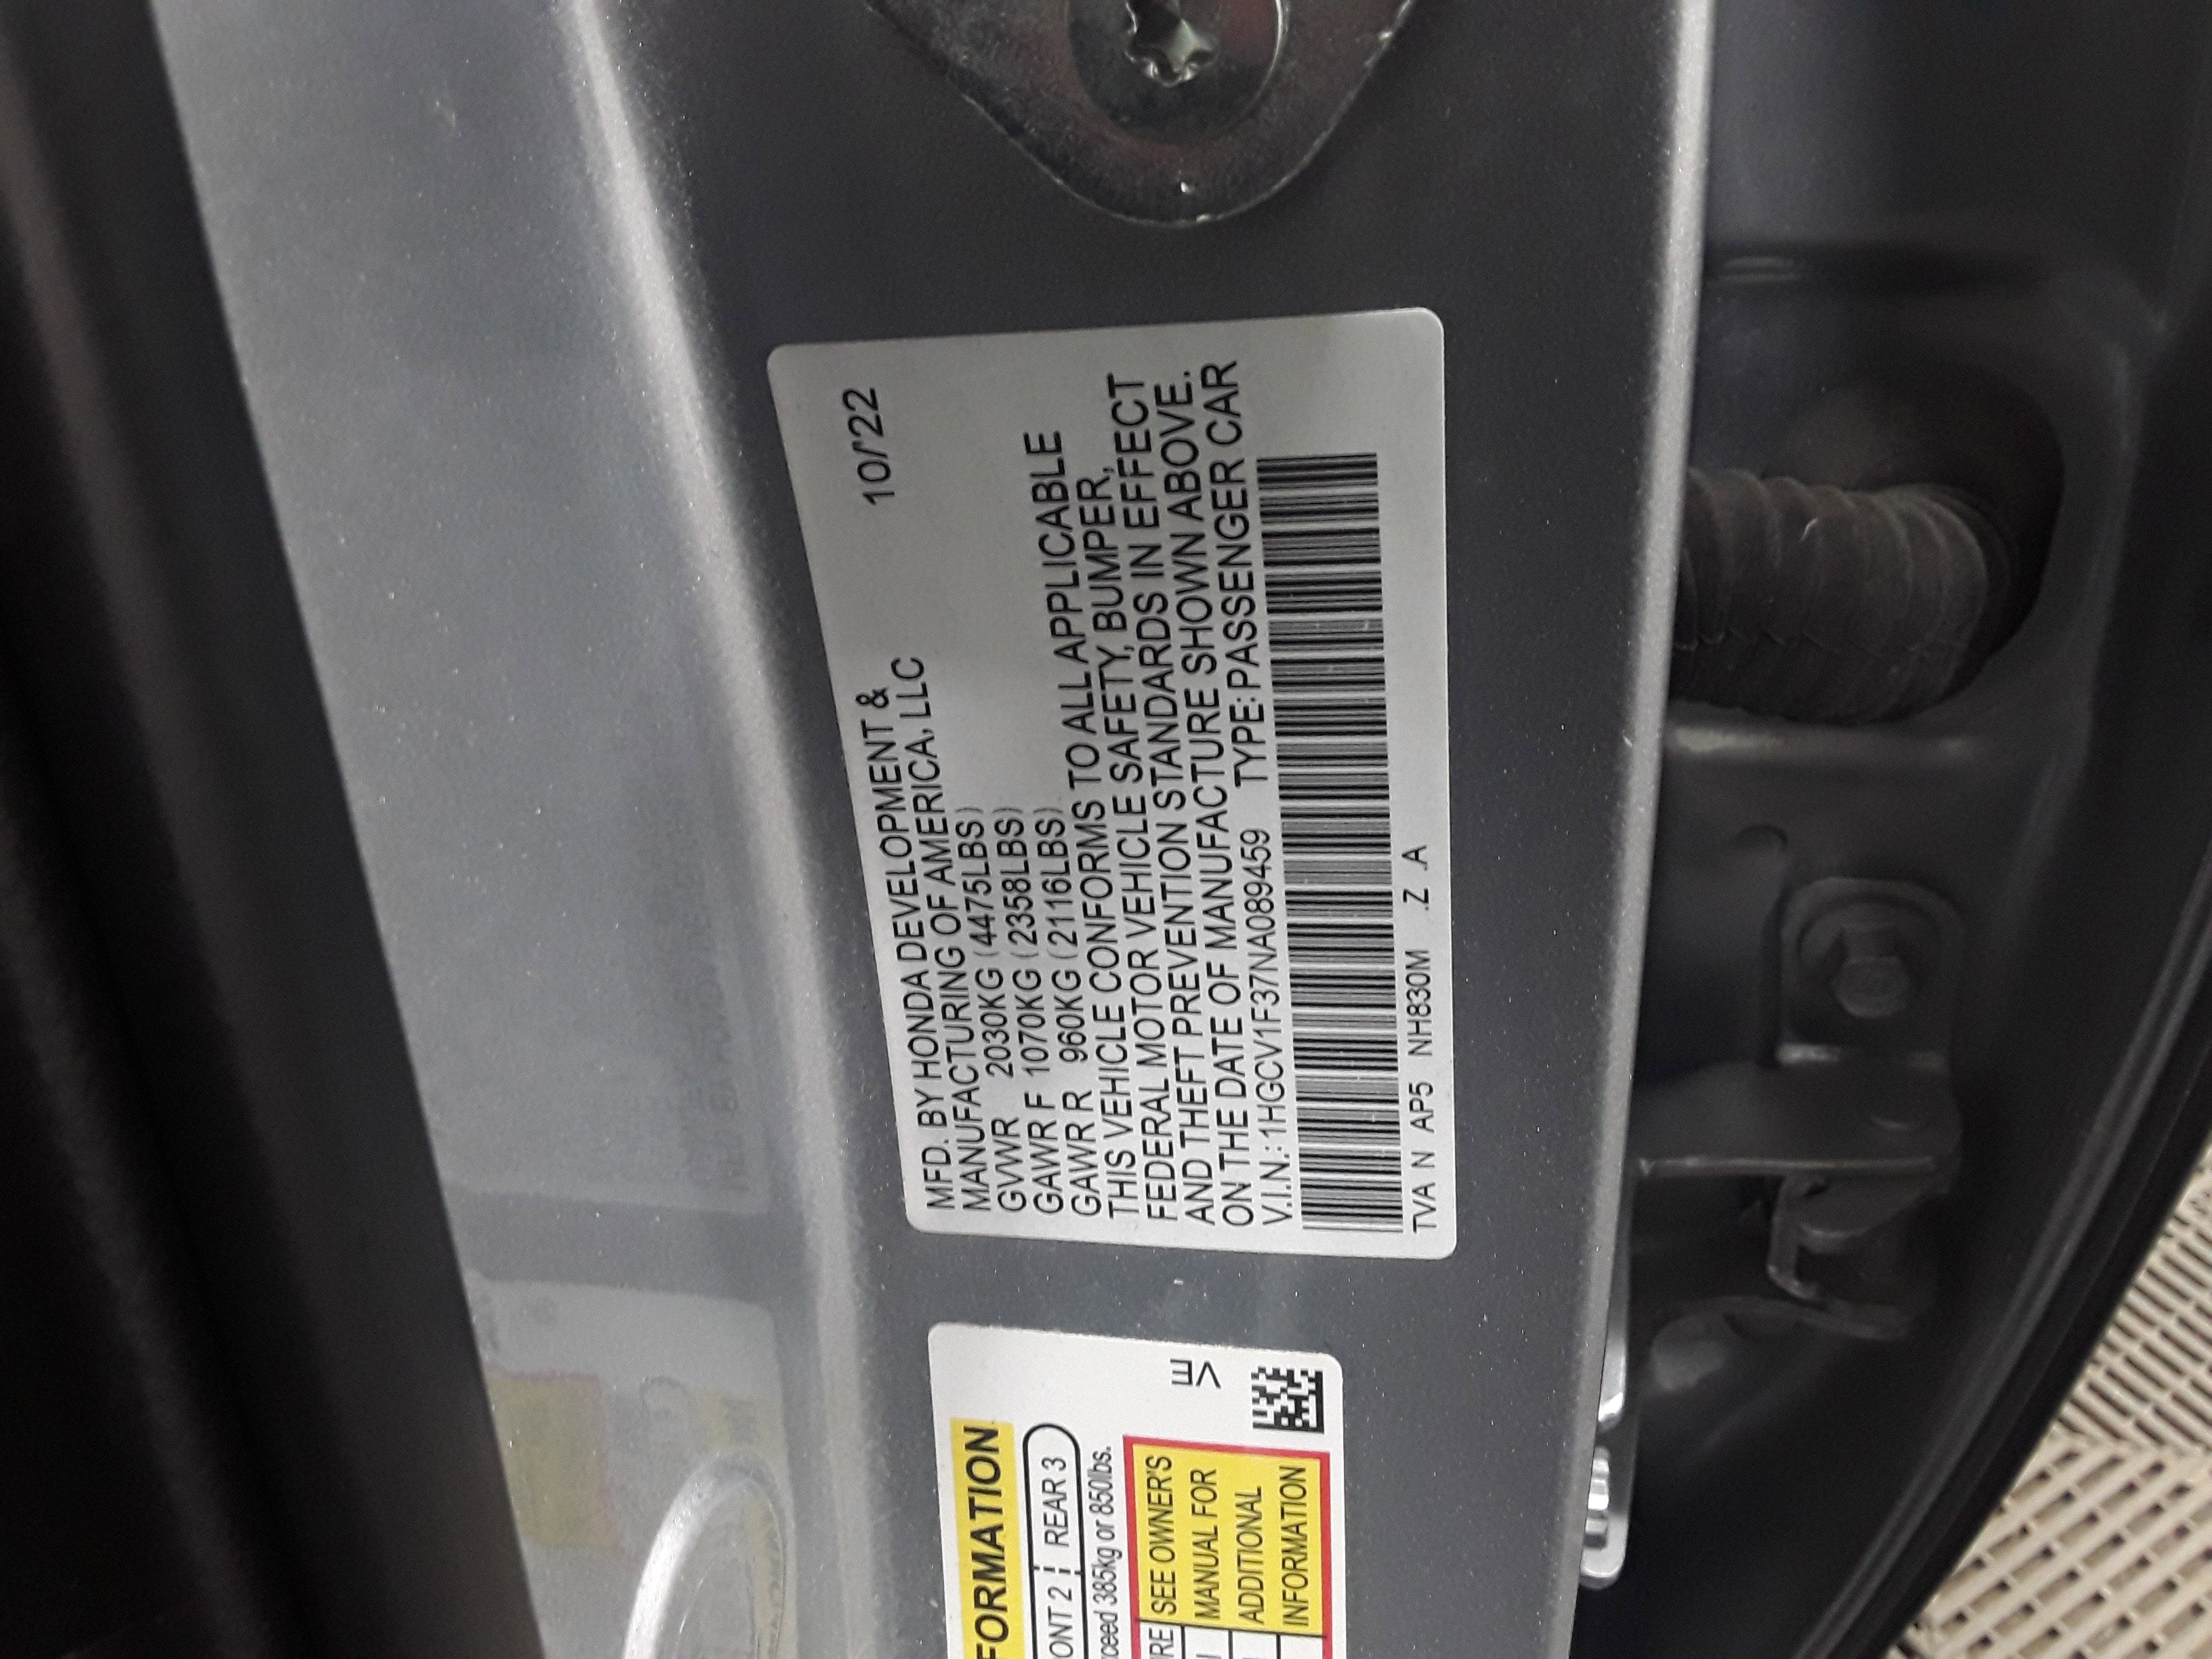 10/'22
MFD. BY HONDA DEVELOPMENT &
MANUFACTURING OF AMERICA, LLC
GVWR 2030KG (4475LBS)
GAWR F 1070KG (2358LBS)
GAWR R 960KG (2116LBS)
THIS VEHICLE CONFORMS TO ALL APPLICABLE
FEDERAL MOTOR VEHICLE SAFETY, BUMPER,
AND THEFT PREVENTION STANDARDS IN EFFECT
ON THE DATE OF MANUFACTURE SHOWN ABOVE.
V.I.N.: 1HGCV1F37NA089459 TYPE: PASSENGER CAR
TVA N AP5 NH830M .Z .A
FORMATION
ONT 2 REAR 3
xceed 385kg or 850lbs.
VE
SEE OWNER'S
MANUAL FOR
ADDITIONAL
INFORMATION